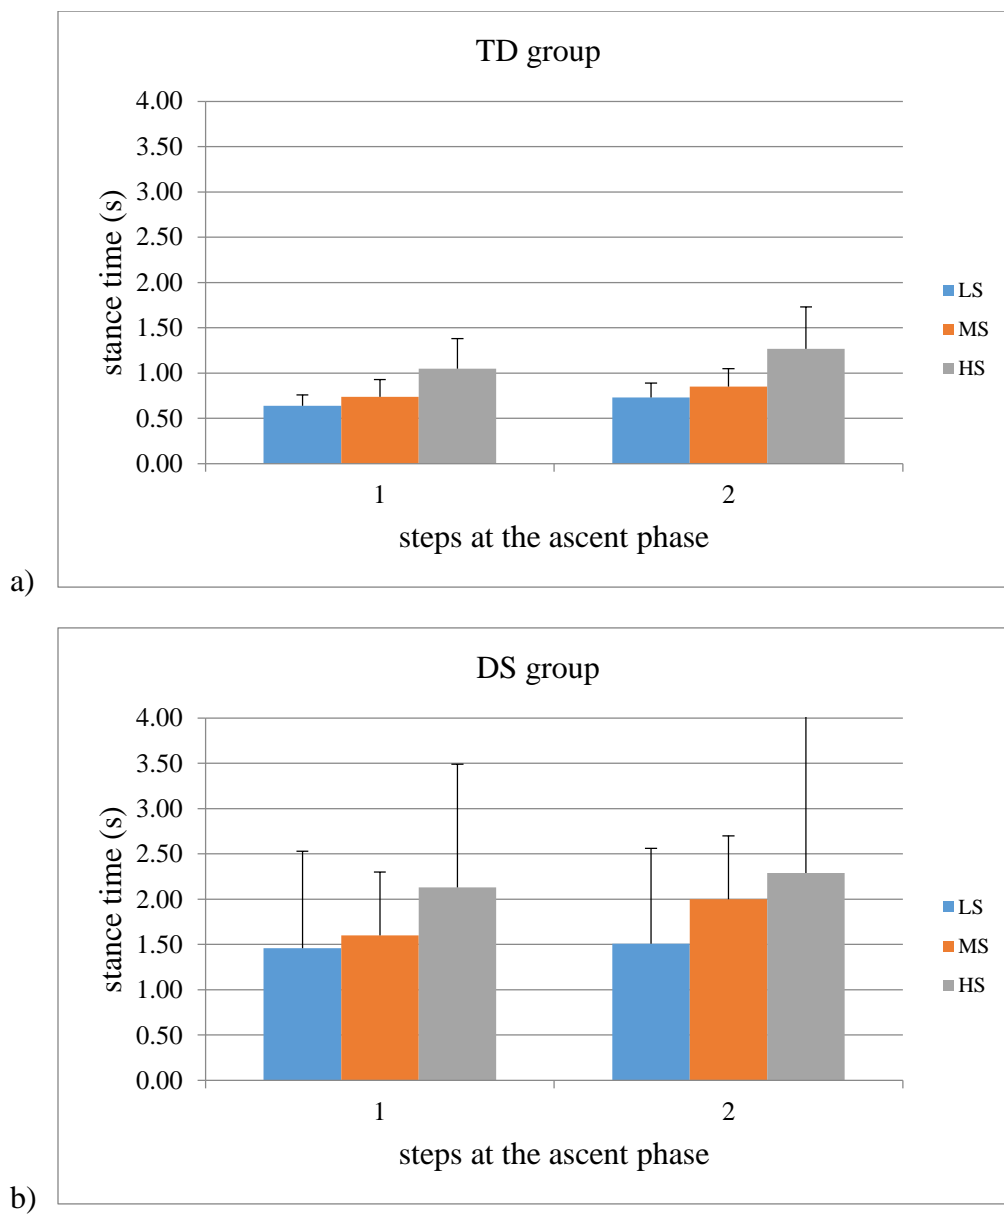 TD group
4.00
3.50
3.00
2.50
2.00
1.50
1.00
0.50
0.00
stance time (s)
1 2
steps at the ascent phase
LS
MS
HS
a)
DS group
4.00
3.50
3.00
2.50
2.00
1.50
1.00
0.50
0.00
stance time (s)
1 2
steps at the ascent phase
LS
MS
HS
b)